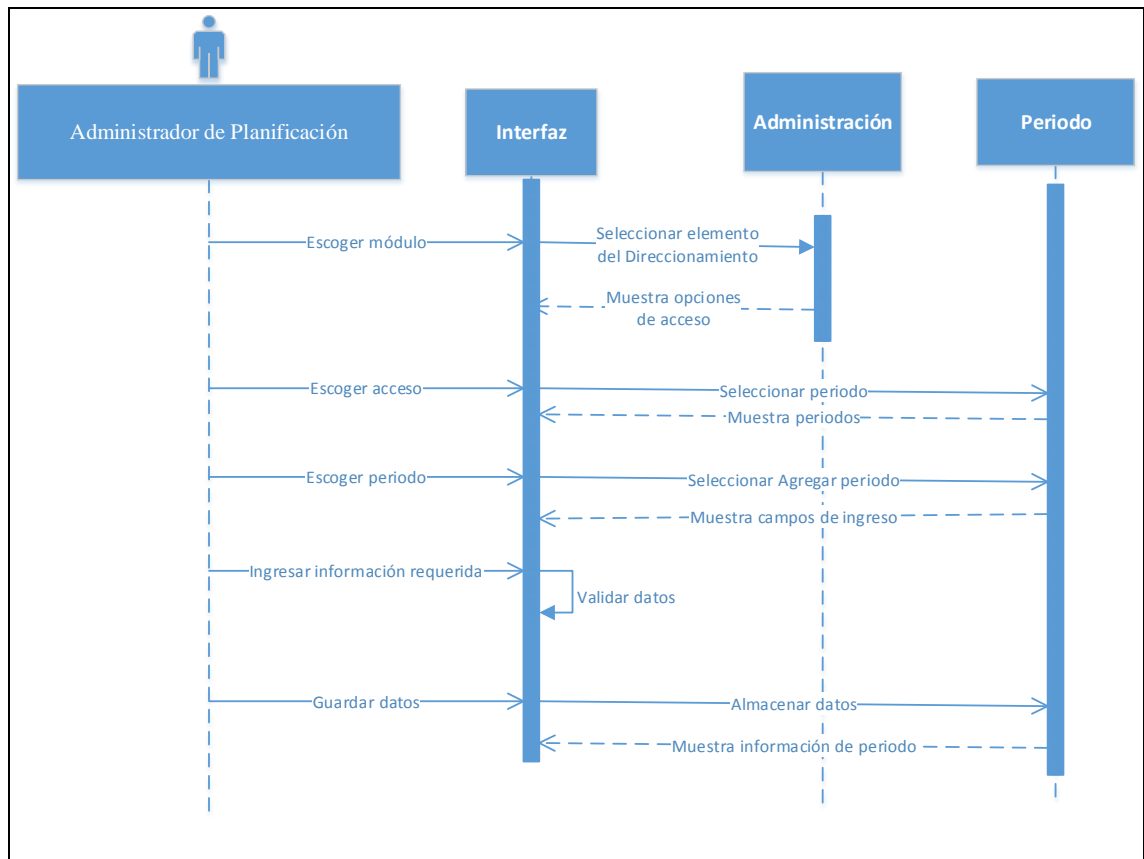 Administrador de Planificación
Interfaz
Administración
Periodo
Escoger módulo
Seleccionar elemento
del Direccionamiento
Muestra opciones
de acceso
Escoger acceso
Seleccionar periodo
Muestra periodos
Escoger periodo
Seleccionar Agregar periodo
Muestra campos de ingreso
Ingresar información requerida
Validar datos
Guardar datos
Almacenar datos
Muestra información de periodo